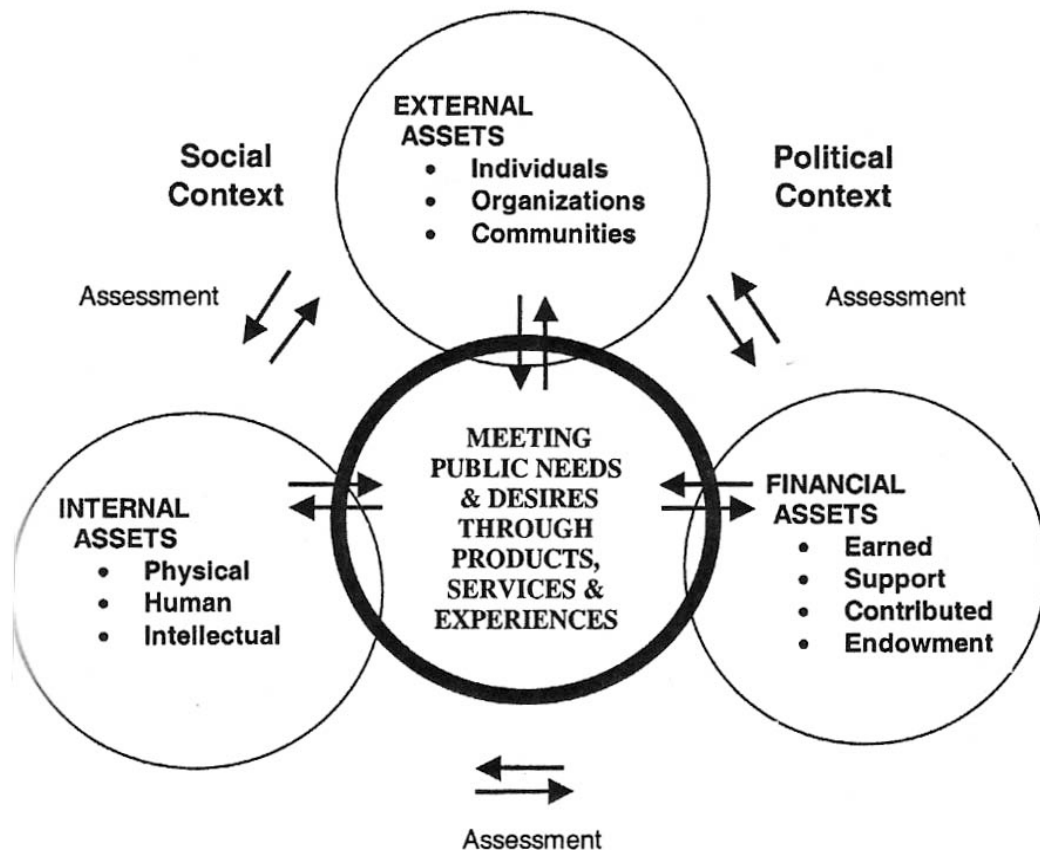 EXTERNAL
ASSETS
• Individuals
• Organizations
• Communities
Social
Context
Political
Context
Assessment
Assessment
INTERNAL
ASSETS
• Physical
• Human
• Intellectual
MEETING
PUBLIC NEEDS
& DESIRES
THROUGH
PRODUCTS,
SERVICES &
EXPERIENCES
FINANCIAL
ASSETS
• Earned
• Support
• Contributed
• Endowment
Assessment